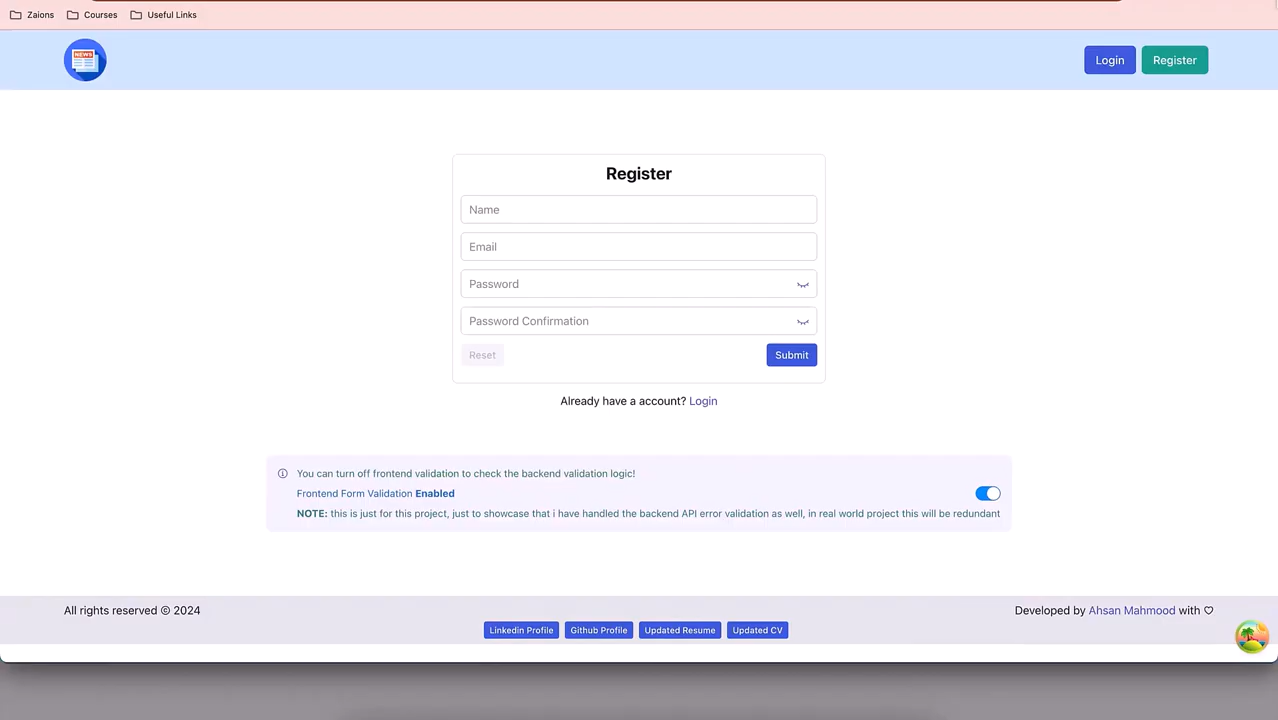 Zaions Courses Useful Links
NEWS
Login Register
Register
Name
Email
Password
Password Confirmation
Reset Submit
Already have a account? Login
You can turn off frontend validation to check the backend validation logic!
Frontend Form Validation Enabled
NOTE: this is just for this project, just to showcase that i have handled the backend API error validation as well, in real world project this will be redundant
All rights reserved © 2024
Developed by Ahsan Mahmood with ♡
Linkedin Profile Github Profile Updated Resume Updated CV